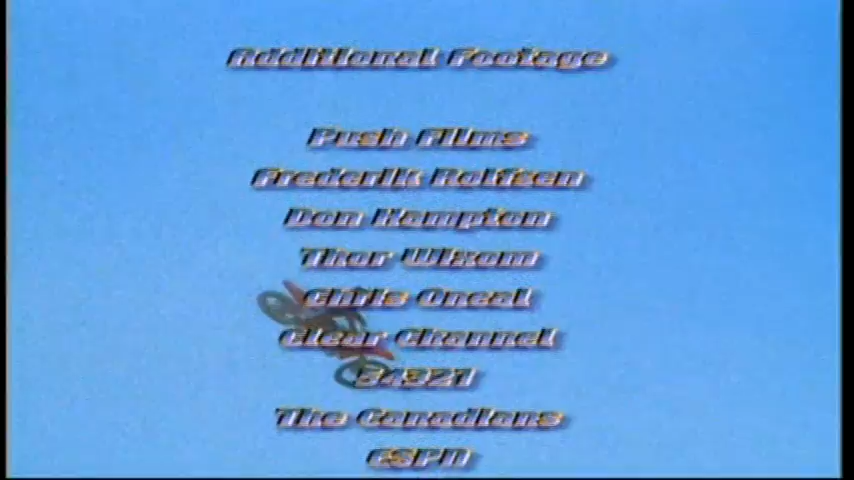 Additional Footage
Push Films
Frederik Rolfsen
Don Hampton
Thor Wixom
Chris Oneal
Clear Channel
54321
The Canadians
ESPN